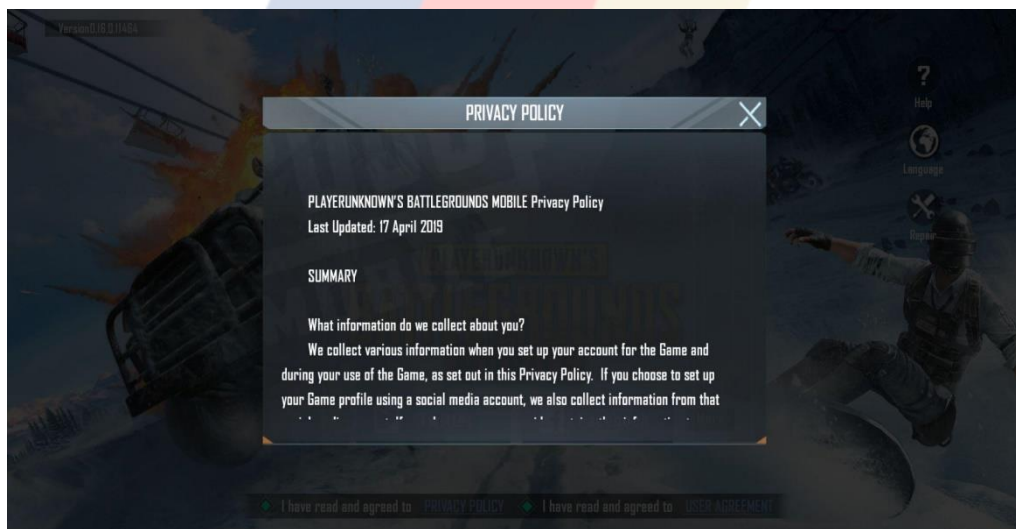 Version0.16.0.11464
?
Help
PRIVACY POLICY
Language
PLAYERUNKNOWN'S BATTLEGROUNDS MOBILE Privacy Policy
Last Updated: 17 April 2019
Repair
PLAYERUNKNOWN'S
BATTLEGROUNDS
SUMMARY
What information do we collect about you?
We collect various information when you set up your account for the Game and
during your use of the Game, as set out in this Privacy Policy. If you choose to set up
your Game profile using a social media account, we also collect information from that
I have read and agreed to PRIVACY POLICY I have read and agreed to USER AGREEMENT